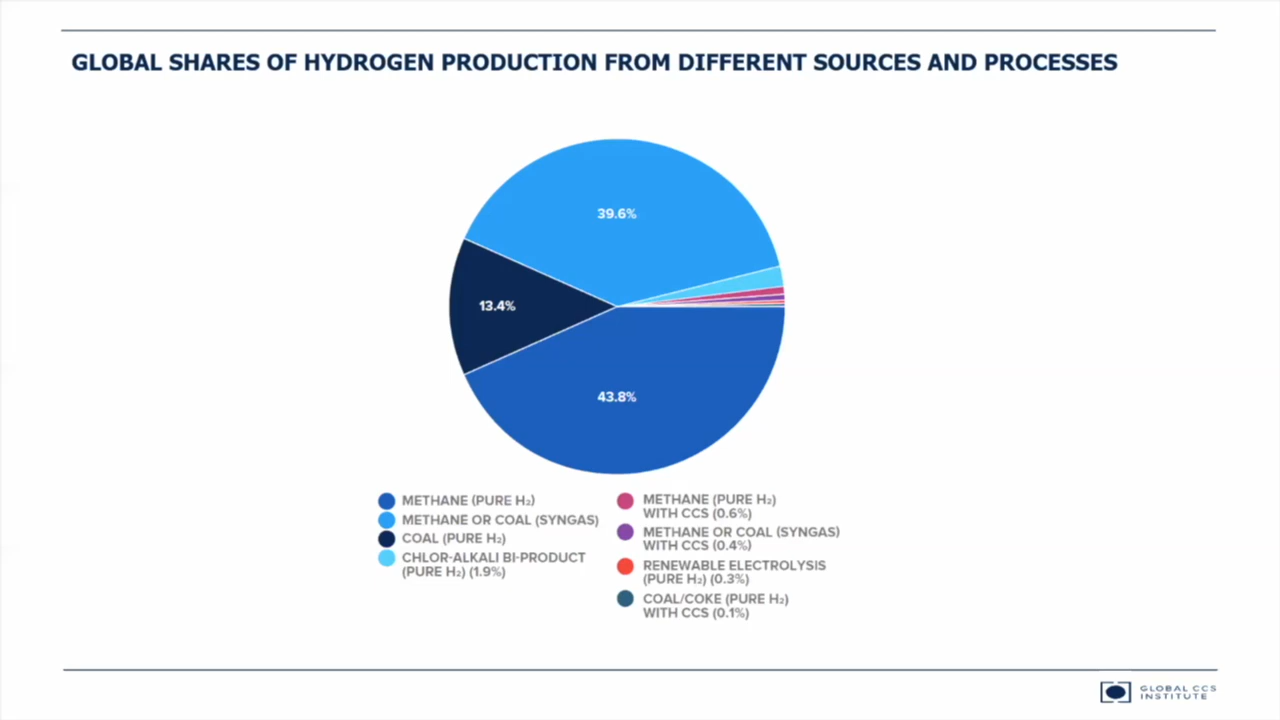 GLOBAL SHARES OF HYDROGEN PRODUCTION FROM DIFFERENT SOURCES AND PROCESSES
39.6%
13.4%
43.8%
METHANE (PURE H₂)
METHANE OR COAL (SYNGAS)
COAL (PURE H₂)
CHLOR-ALKALI BI-PRODUCT
(PURE H₂) (1.9%)
METHANE (PURE H₂)
WITH CCS (0.6%)
METHANE OR COAL (SYNGAS)
WITH CCS (0.4%)
RENEWABLE ELECTROLYSIS
(PURE H₂) (0.3%)
COAL/COKE (PURE H₂)
WITH CCS (0.1%)
GLOBAL CCS
INSTITUTE